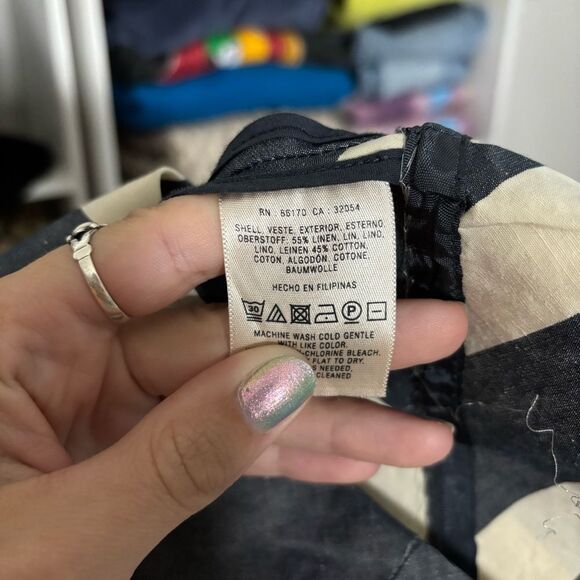 RN: 86170 CA: 32054
SHELL, VESTE, EXTERIOR, ESTERNO
OBERSTOFF: 55% LINEN, LIN, LINO,
LINO, LEINEN 45% COTTON,
COTON, ALGODÓN, COTONE,
BAUMWOLLE
HECHO EN FILIPINAS
30 P
MACHINE WASH COLD GENTLE
WITH LIKE COLOR.
-CHLORINE BLEACH.
FLAT TO DRY.
AS NEEDED.
CLEANED